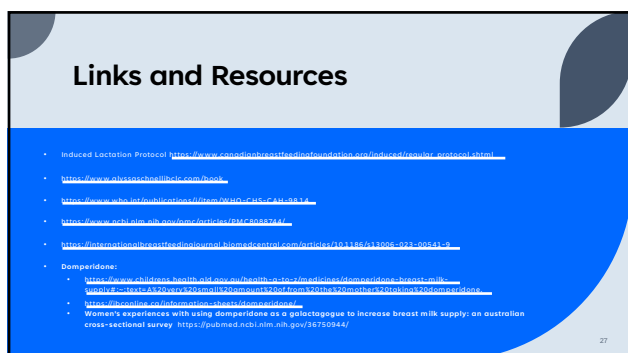 Links and Resources
• Induced Lactation Protocol https://www.canadianbreastfeedingfoundation.org/induced/regular_protocol.shtml
• https://www.alyssaschnellibclc.com/book
• https://www.who.int/publications/i/item/WHO-CHS-CAH-98.14
• https://www.ncbi.nlm.nih.gov/pmc/articles/PMC8088744/
• https://internationalbreastfeedingjournal.biomedcentral.com/articles/10.1186/s13006-023-00541-9
• Domperidone:
• https://www.childrens.health.qld.gov.au/health-a-to-z/medicines/domperidone-breast-milk-
supply#:~:text=A%20very%20small%20amount%20of,from%20the%20mother%20taking%20domperidone.
• https://ibconline.ca/information-sheets/domperidone/
• Women's experiences with using domperidone as a galactagogue to increase breast milk supply: an australian
cross-sectional survey https://pubmed.ncbi.nlm.nih.gov/36750944/
27